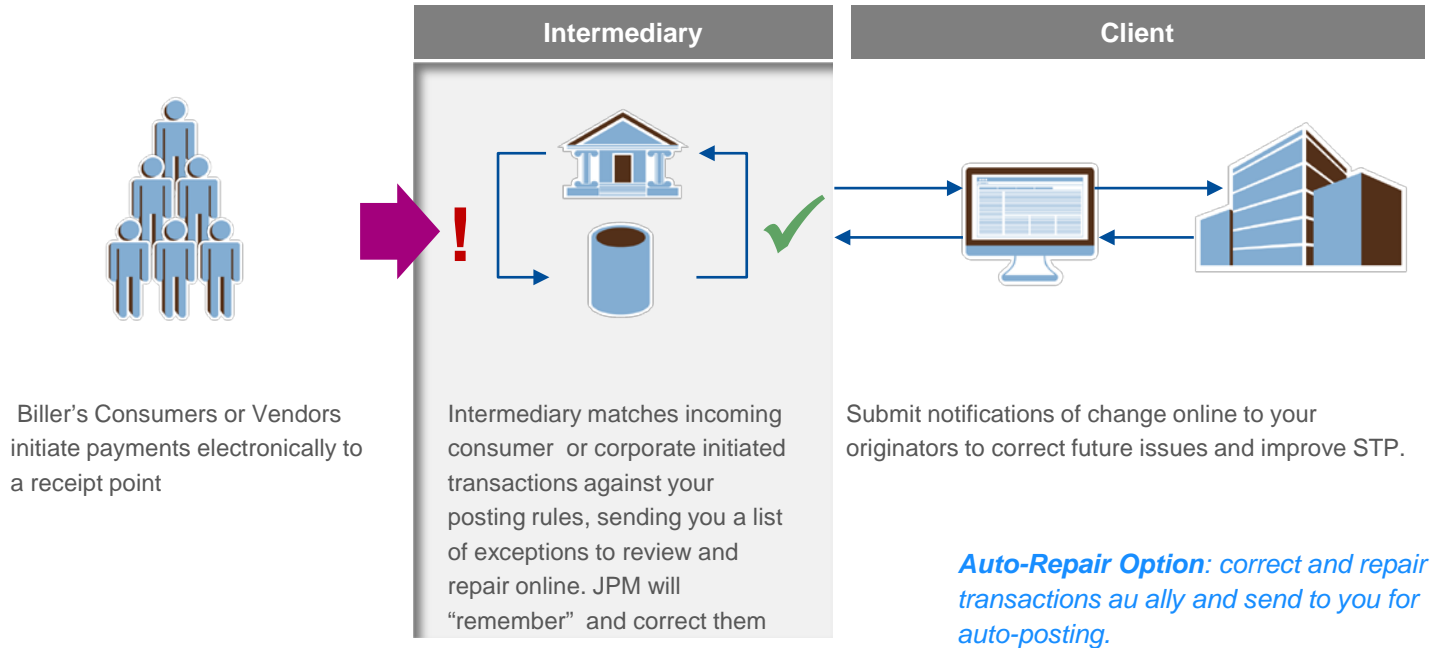 Intermediary
Client
!
Biller’s Consumers or Vendors
initiate payments electronically to
a receipt point
Intermediary matches incoming
consumer or corporate initiated
transactions against your
posting rules, sending you a list
of exceptions to review and
repair online. JPM will
“remember” and correct them
Submit notifications of change online to your
originators to correct future issues and improve STP.
Auto-Repair Option: correct and repair
transactions au ally and send to you for
auto-posting.